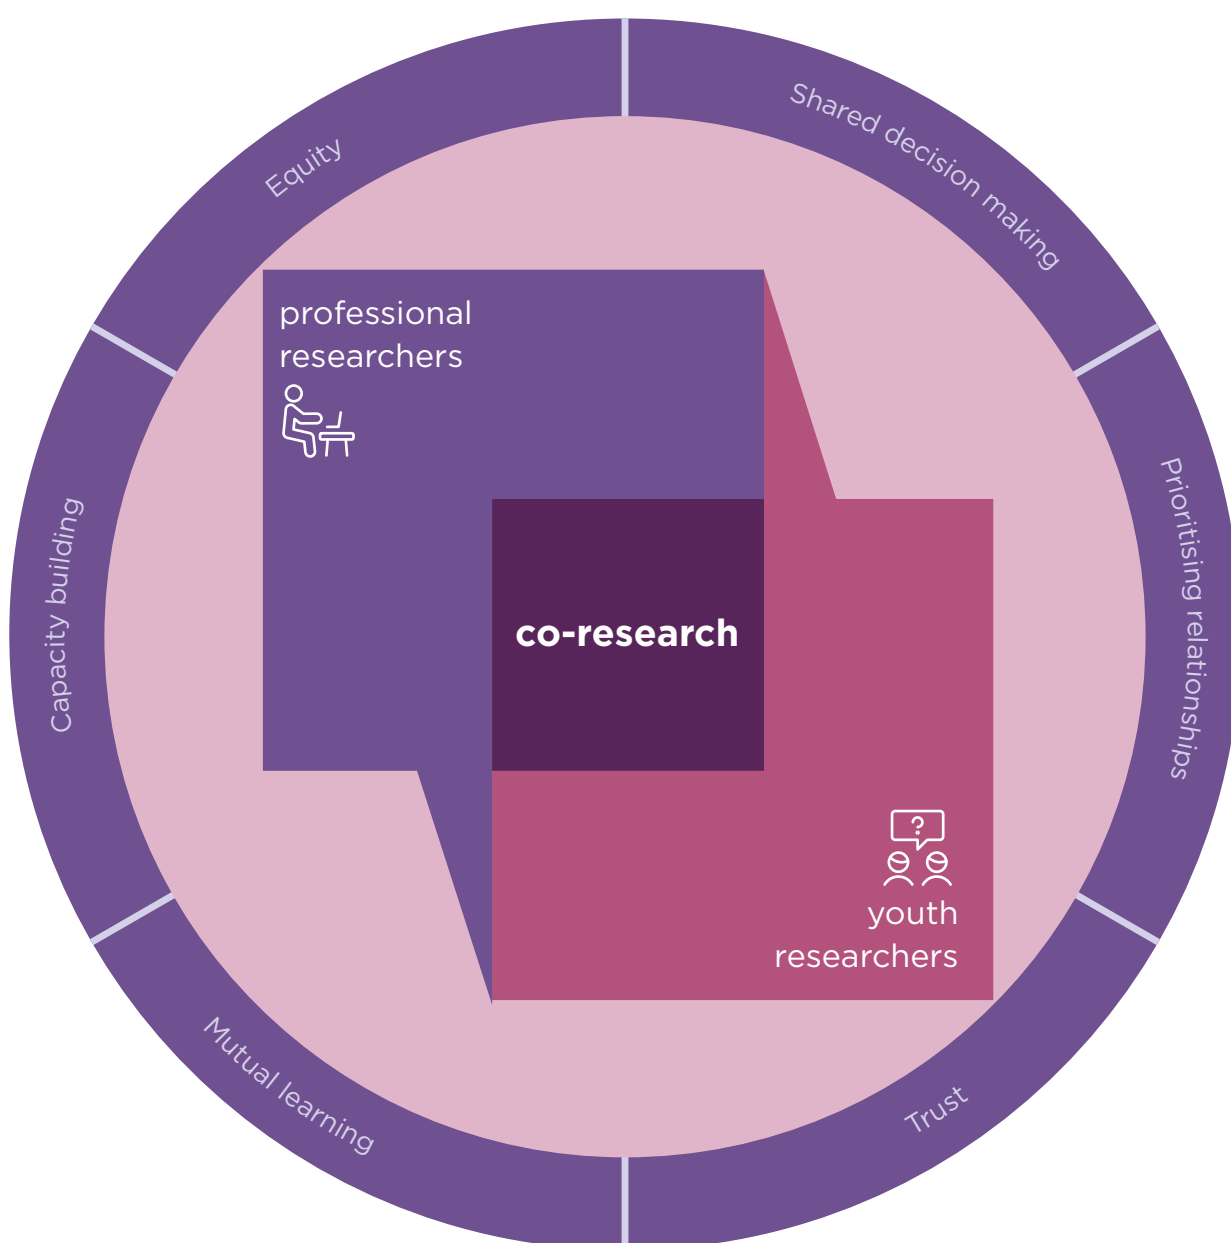 Equity
Shared decision making
professional
researchers
Prioritising relationships
Capacity building
co-research
?
youth
researchers
Mutual learning
Trust